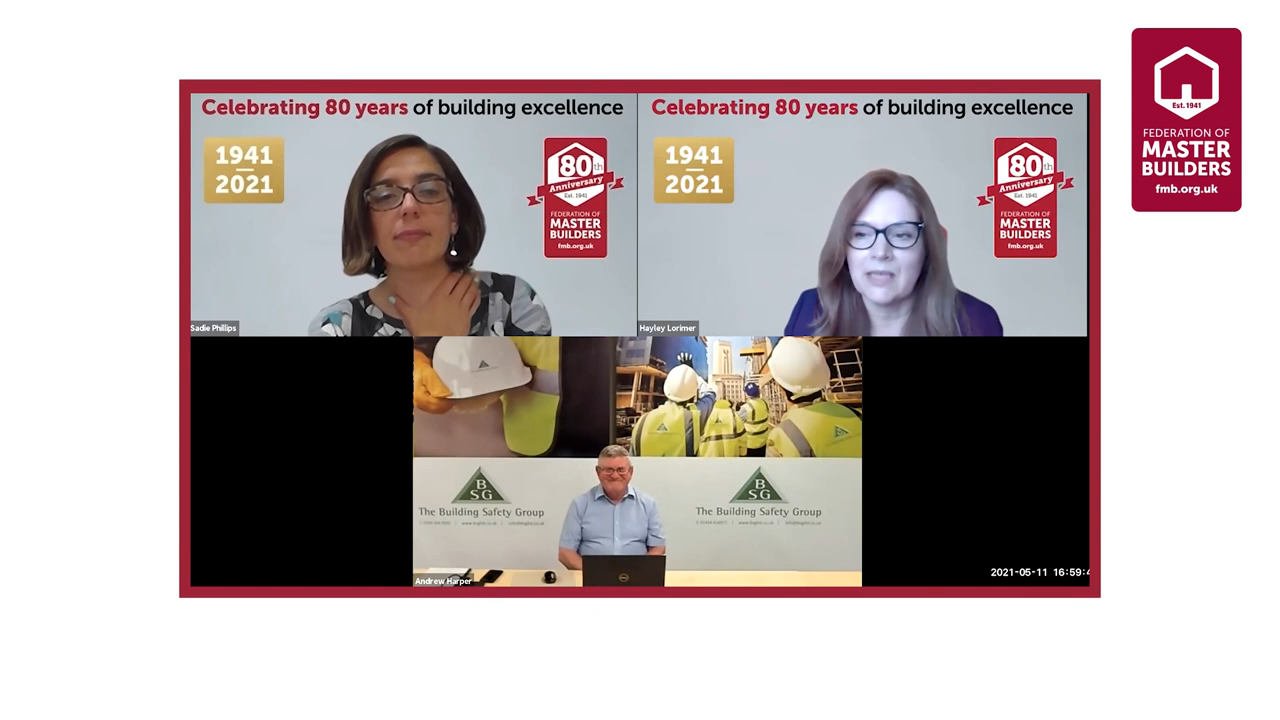 Celebrating 80 years of building excellence
1941
2021
80th
Anniversary
Est. 1941
FEDERATION OF
MASTER
BUILDERS
fmb.org.uk
Sadie Phillips
Celebrating 80 years of building excellence
1941
2021
80th
Anniversary
Est. 1941
FEDERATION OF
MASTER
BUILDERS
fmb.org.uk
Hayley Lorimer
Est. 1941
FEDERATION OF
MASTER
BUILDERS
fmb.org.uk
B
SG
The Building Safety Group
B
SG
The Building Safety Group
DELL
Andrew Harper
2021-05-11 16:59:4